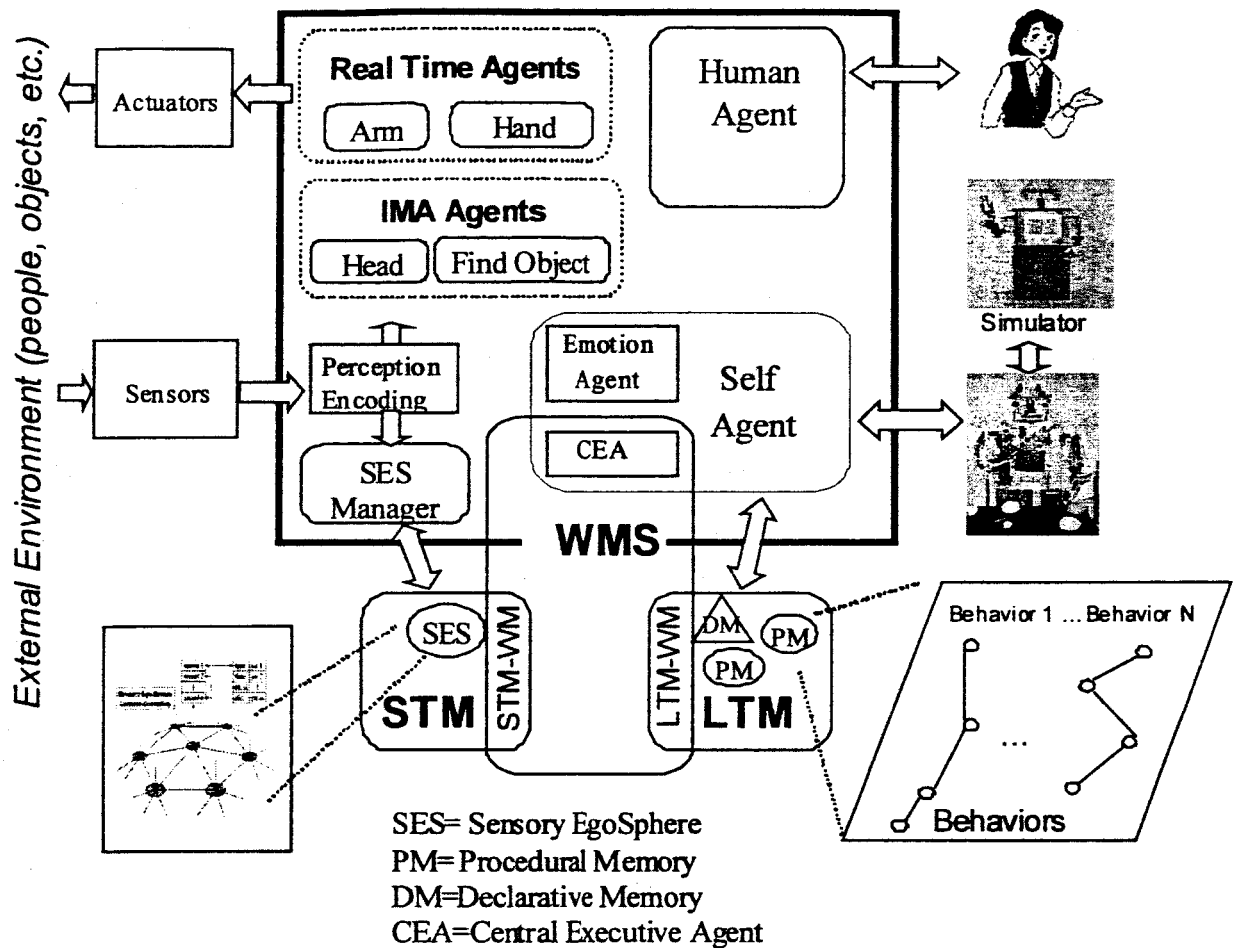 External Environment (people, objects, etc.)
Actuators
Real Time Agents
Arm
Hand
Human
Agent
IMA Agents
Head
Find Object
Simulator
Sensors
Perception
Encoding
Emotion
Agent
Self
Agent
CEA
SES
Manager
WMS
SES
STM
STM-WM
LTM-WM
DM
PM
PM
LTM
Behavior 1 ... Behavior N
...
Behaviors
SES= Sensory EgoSphere
PM= Procedural Memory
DM=Declarative Memory
CEA=Central Executive Agent